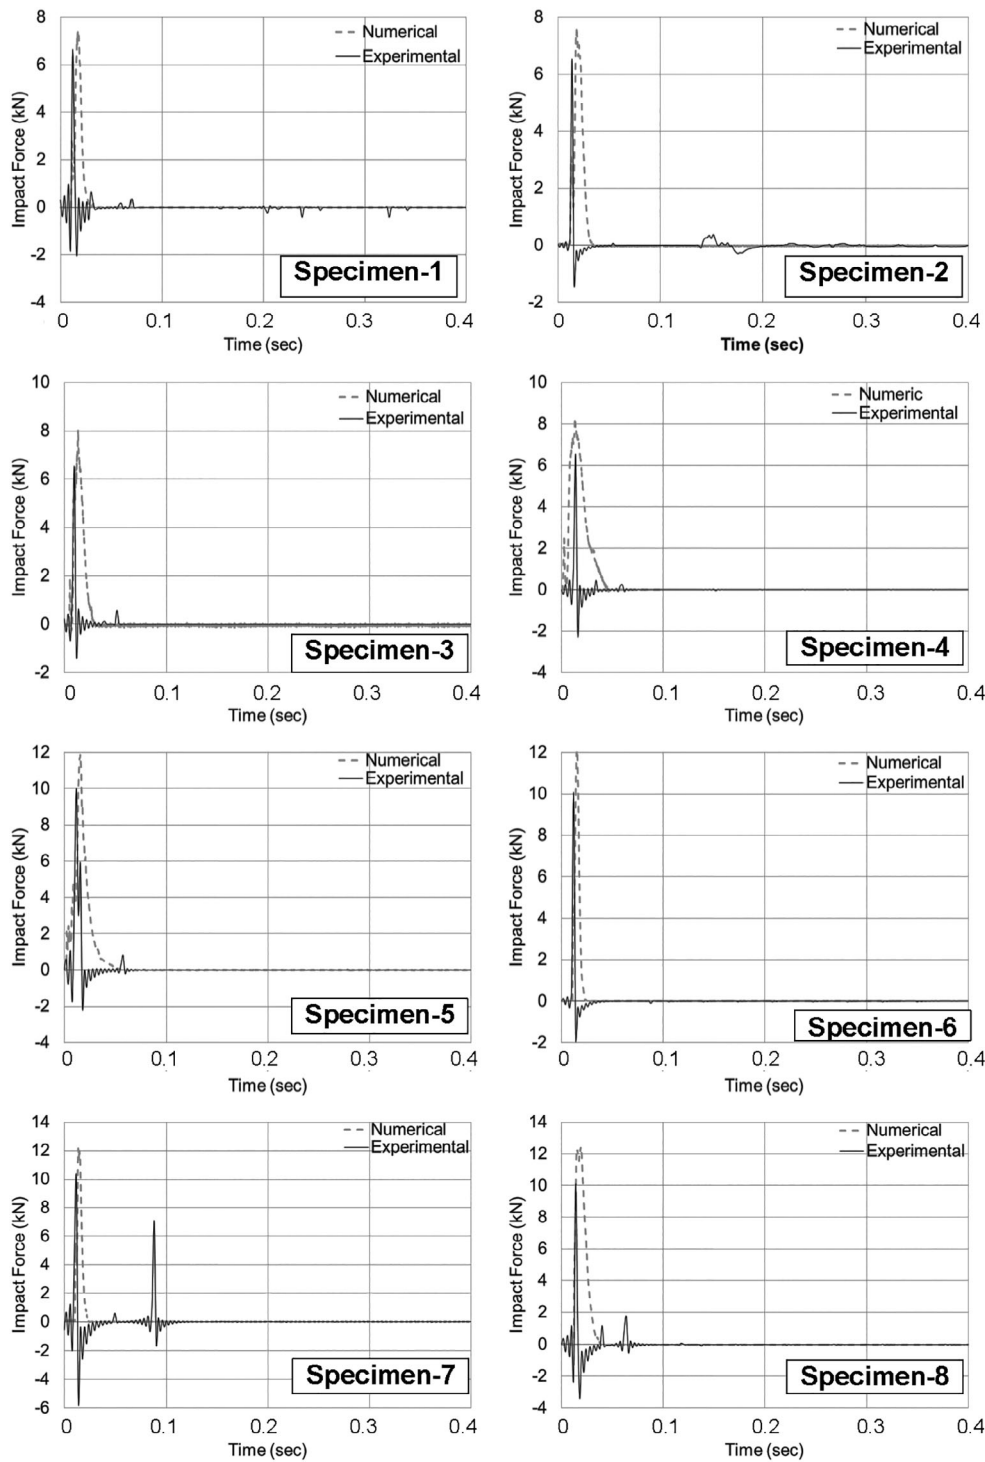 8
6
4
2
0
-2
-4
0
0.1
0.2
0.3
0.4
Impact Force (kN)
Time (sec)
Numerical
Experimental
Specimen-1
8
6
4
2
0
-2
0
0.1
0.2
0.3
0.4
Impact Force (kN)
Time (sec)
Numerical
Experimental
Specimen-2
10
8
6
4
2
0
-2
0
0.1
0.2
0.3
0.4
Impact Force (kN)
Time (sec)
Numerical
Experimental
Specimen-3
10
8
6
4
2
0
-2
-4
0
0.1
0.2
0.3
0.4
Impact Force (kN)
Time (sec)
Numeric
Experimental
Specimen-4
12
10
8
6
4
2
0
-2
-4
0
0.1
0.2
0.3
0.4
Impact Force (kN)
Time (sec)
Numerical
Experimental
Specimen-5
12
10
8
6
4
2
0
-2
0
0.1
0.2
0.3
0.4
Impact Force (kN)
Time (sec)
Numerical
Experimental
Specimen-6
14
12
10
8
6
4
2
0
-2
-4
-6
0
0.1
0.2
0.3
0.4
Impact Force (kN)
Time (sec)
Numerical
Experimental
Specimen-7
14
12
10
8
6
4
2
0
-2
-4
0
0.1
0.2
0.3
0.4
Impact Force (kN)
Time (sec)
Numerical
Experimental
Specimen-8